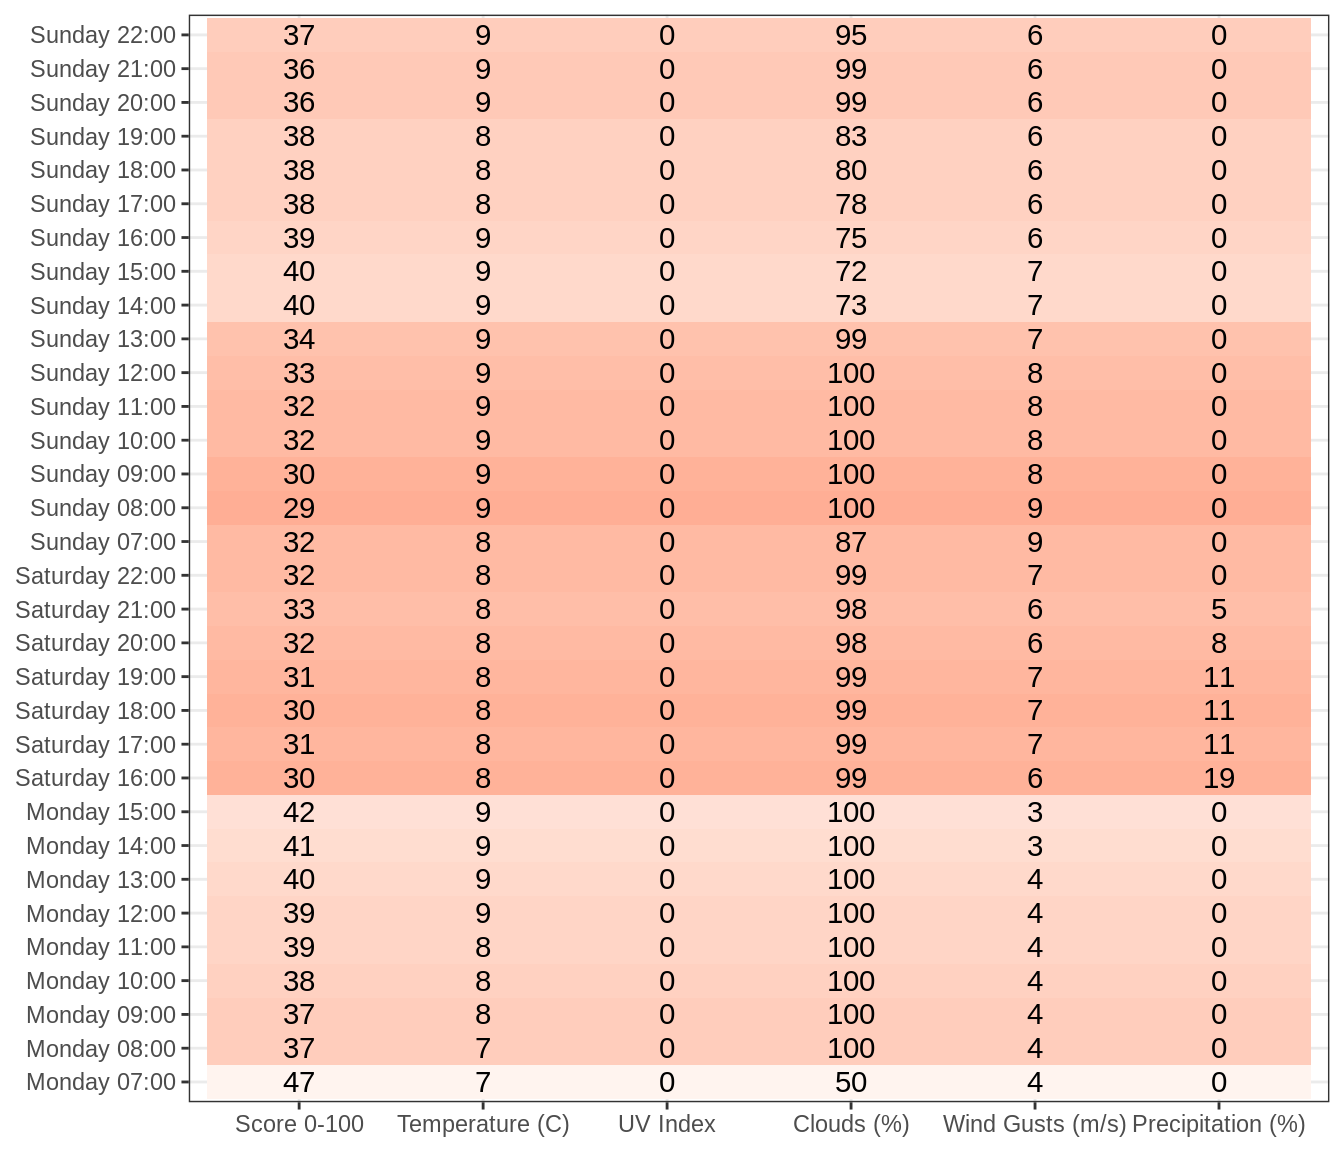 Sunday 22:00 37 9 0 95 6 0
Sunday 21:00 36 9 0 99 6 0
Sunday 20:00 36 9 0 99 6 0
Sunday 19:00 38 8 0 83 6 0
Sunday 18:00 38 8 0 80 6 0
Sunday 17:00 38 8 0 78 6 0
Sunday 16:00 39 9 0 75 6 0
Sunday 15:00 40 9 0 72 7 0
Sunday 14:00 40 9 0 73 7 0
Sunday 13:00 34 9 0 99 7 0
Sunday 12:00 33 9 0 100 8 0
Sunday 11:00 32 9 0 100 8 0
Sunday 10:00 32 9 0 100 8 0
Sunday 09:00 30 9 0 100 8 0
Sunday 08:00 29 9 0 100 9 0
Sunday 07:00 32 8 0 87 9 0
Saturday 22:00 32 8 0 99 7 0
Saturday 21:00 33 8 0 98 6 5
Saturday 20:00 32 8 0 98 6 8
Saturday 19:00 31 8 0 99 7 11
Saturday 18:00 30 8 0 99 7 11
Saturday 17:00 31 8 0 99 7 11
Saturday 16:00 30 8 0 99 6 19
Monday 15:00 42 9 0 100 3 0
Monday 14:00 41 9 0 100 3 0
Monday 13:00 40 9 0 100 4 0
Monday 12:00 39 9 0 100 4 0
Monday 11:00 39 8 0 100 4 0
Monday 10:00 38 8 0 100 4 0
Monday 09:00 37 8 0 100 4 0
Monday 08:00 37 7 0 100 4 0
Monday 07:00 47 7 0 50 4 0
Score 0-100 Temperature (C) UV Index Clouds (%) Wind Gusts (m/s) Precipitation (%)